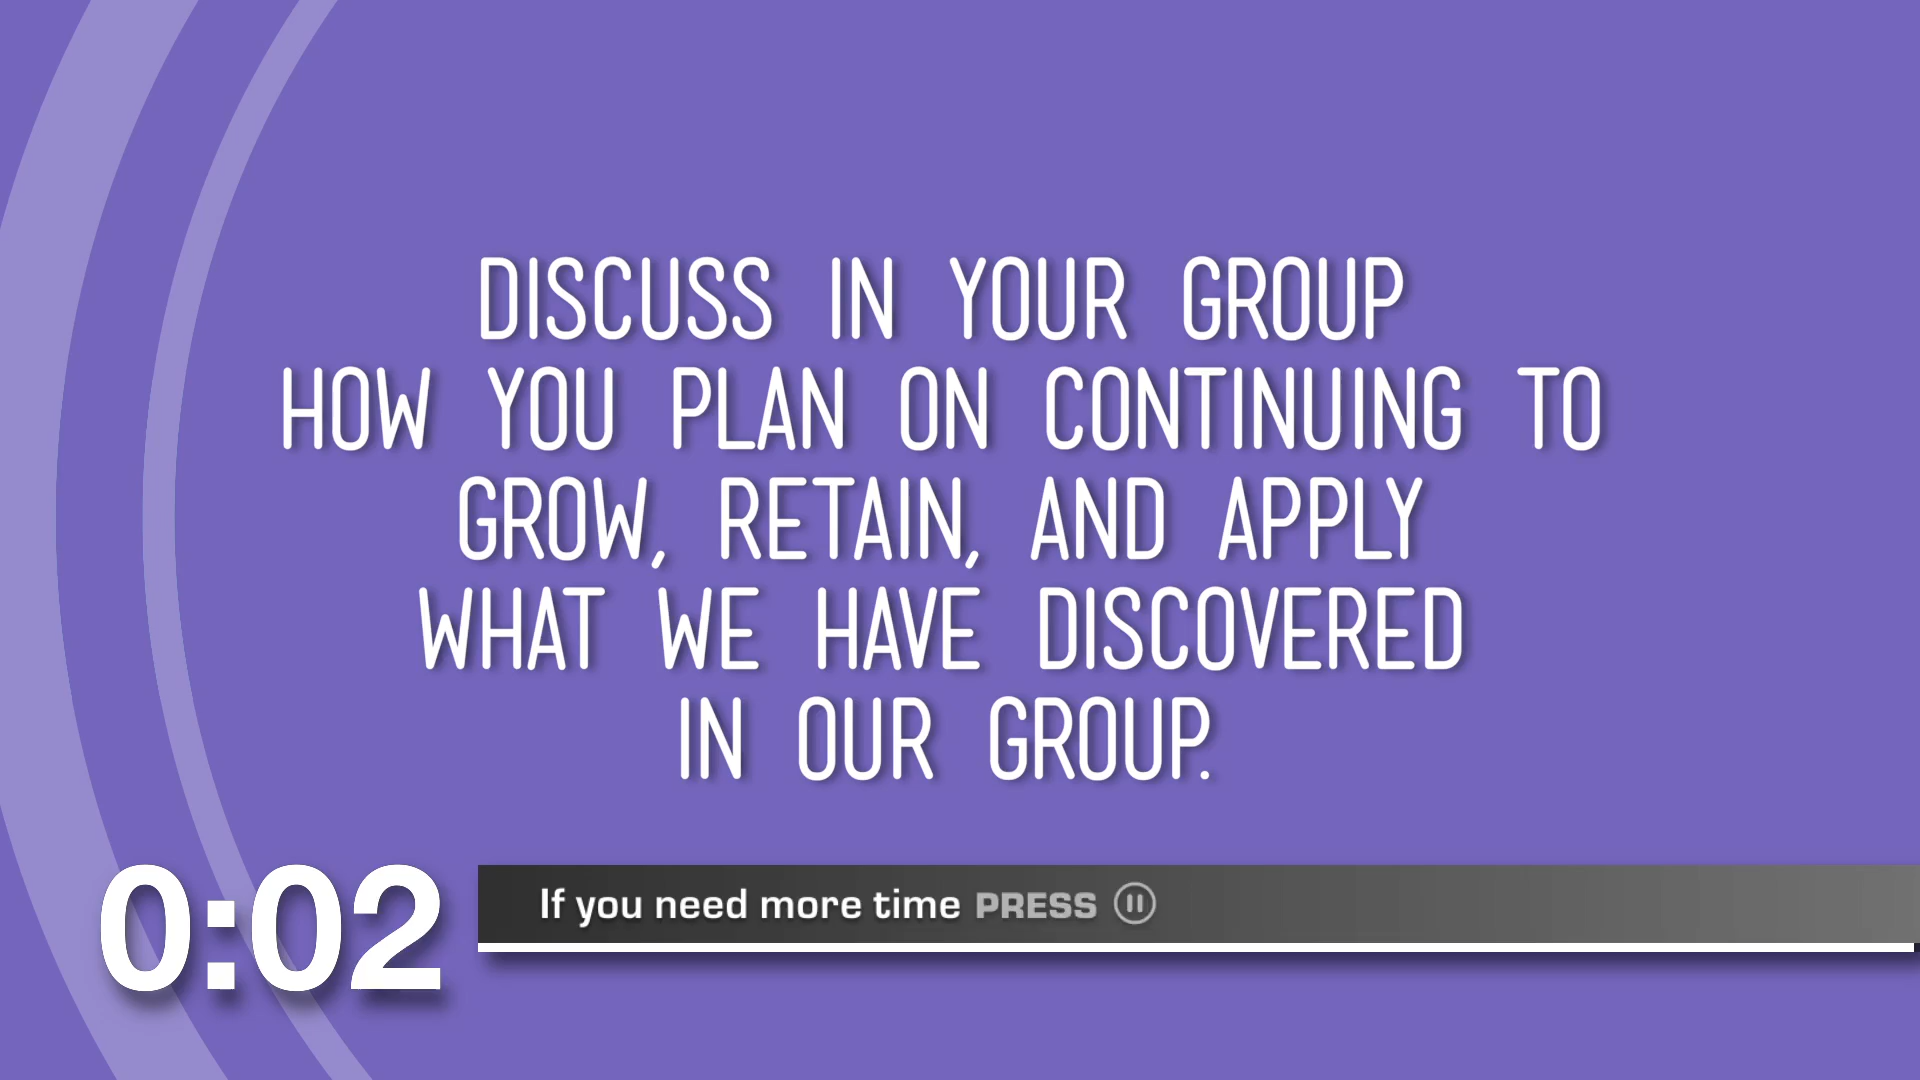 DISCUSS IN YOUR GROUP
HOW YOU PLAN ON CONTINUING TO
GROW, RETAIN, AND APPLY
WHAT WE HAVE DISCOVERED
IN OUR GROUP.
0:02
If you need more time PRESS